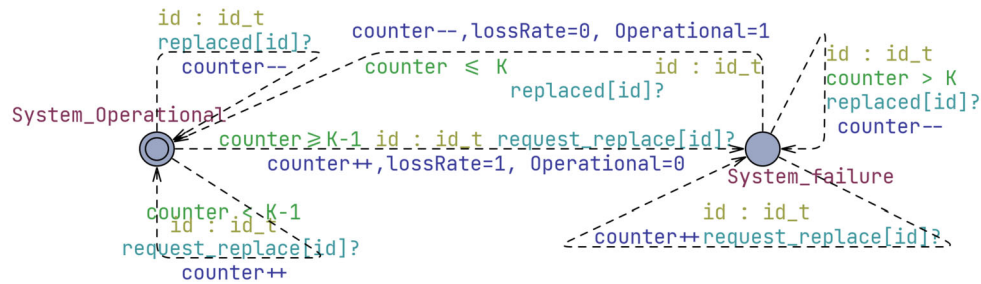 id : id_t
replaced[id]?
counter--
counter--,lossRate=0, Operational=1
counter ⩽ K
id : id_t
replaced[id]?
id : id_t
counter > K
replaced[id]?
counter--
System_Operational
counter⩾K-1 id : id_t request_replace[id]?
counter++,lossRate=1, Operational=0
System_failure
counter < K-1
id : id_t
request_replace[id]?
counter++
id : id_t
counter++request_replace[id]?